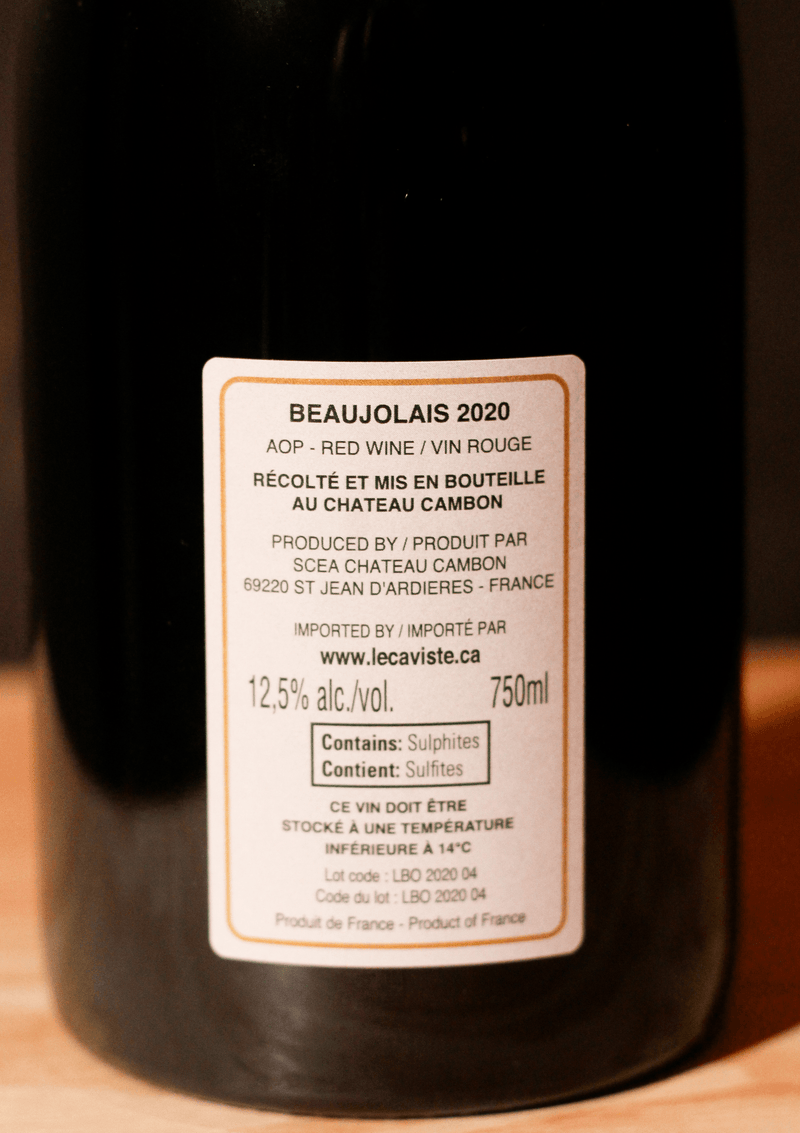 BEAUJOLAIS 2020
AOP - RED WINE / VIN ROUGE
RÉCOLTÉ ET MIS EN BOUTEILLE
AU CHATEAU CAMBON
PRODUCED BY / PRODUIT PAR
SCEA CHATEAU CAMBON
69220 ST JEAN D'ARDIERES - FRANCE
IMPORTED BY / IMPORTÉ PAR
www.lecaviste.ca
12,5% alc./vol. 750ml
Contains: Sulphites
Contient: Sulfites
CE VIN DOIT ÊTRE
STOCKÉ À UNE TEMPÉRATURE
INFÉRIEURE À 14°C
Lot code : LBO 2020 04
Code du lot : LBO 2020 04
Produit de France - Product of France